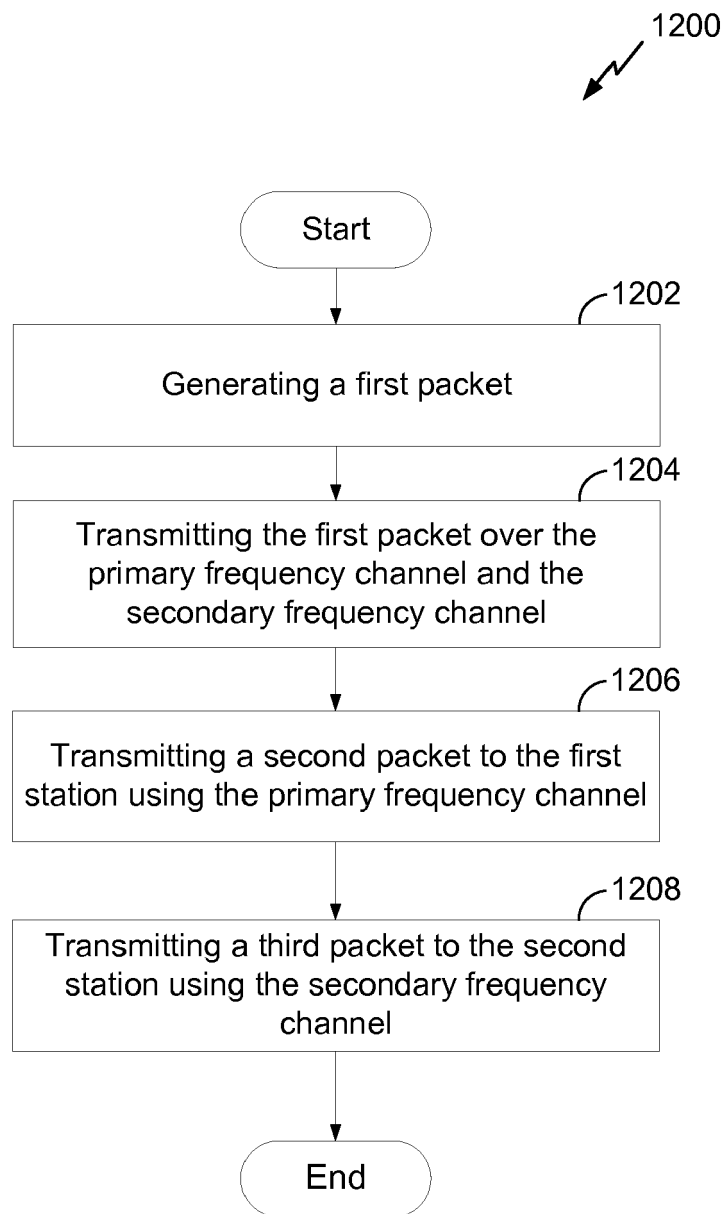 1200
Start
1202
Generating a first packet
1204
Transmitting the first packet over the
primary frequency channel and the
secondary frequency channel
1206
Transmitting a second packet to the first
station using the primary frequency channel
1208
Transmitting a third packet to the second
station using the secondary frequency
channel
End